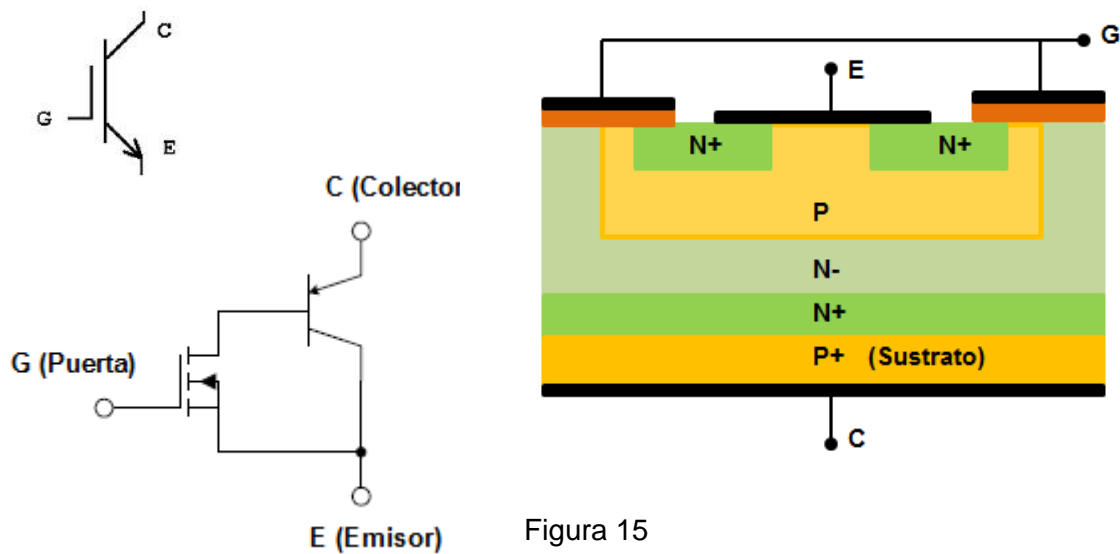 C
G
E
C (Colector
G (Puerta)
E (Emisor)
G
E
N+ N+
P
N-
N+
P+ (Sustrato)
C
Figura 15